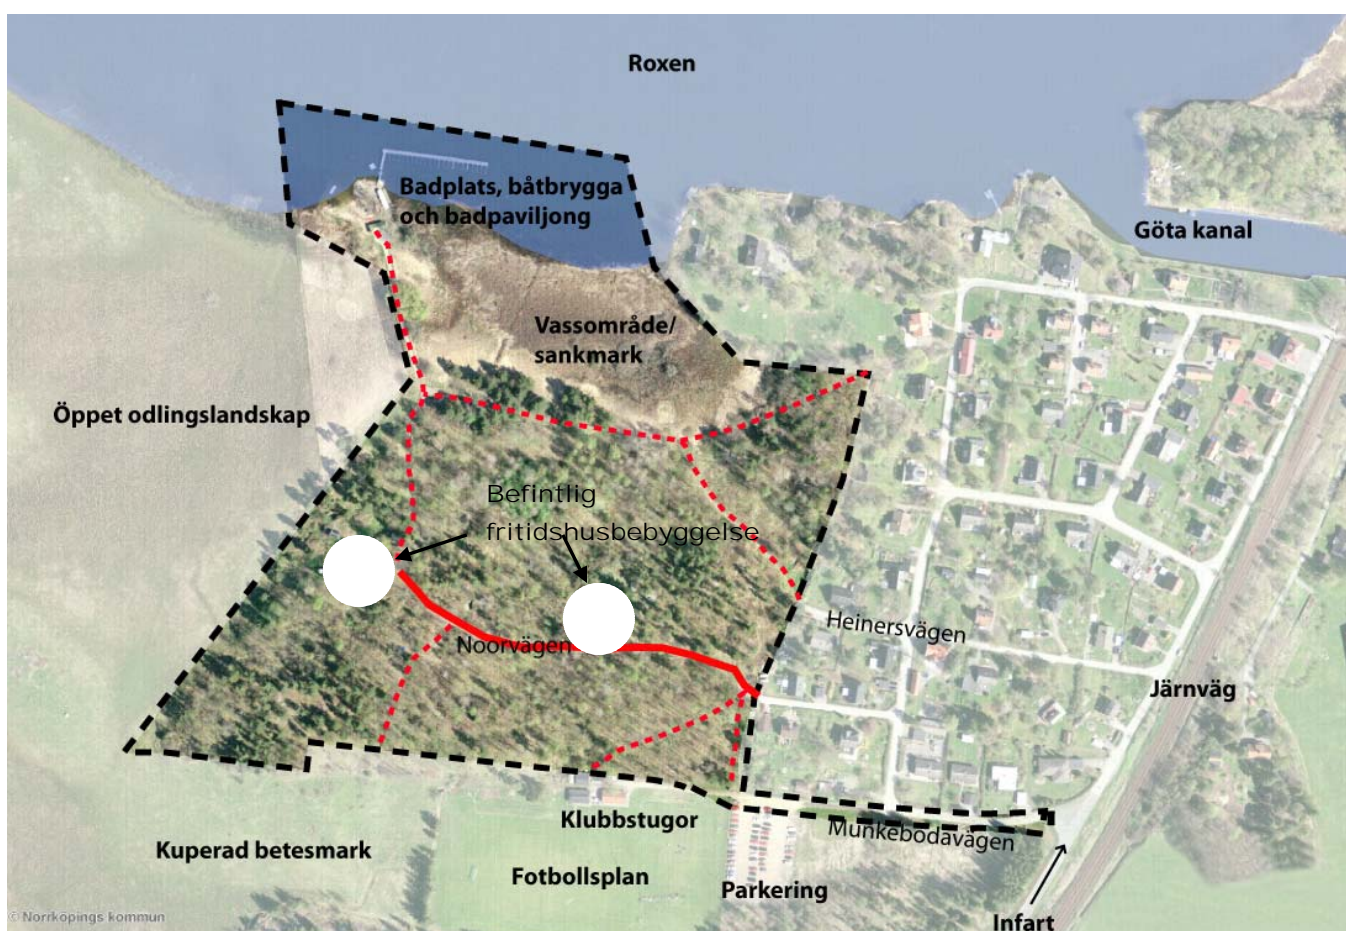 Roxen
Badplats, båtbrygga
och badpaviljong
Göta kanal
Vassområde/
sankmark
Öppet odlingslandskap
Befintlig
fritidshusbebyggelse
Heinersvägen
Noorvägen
Järnväg
Klubbstugor
Munkebodavägen
Kuperad betesmark
Fotbollsplan
Parkering
© Norrköpings kommun
Infart